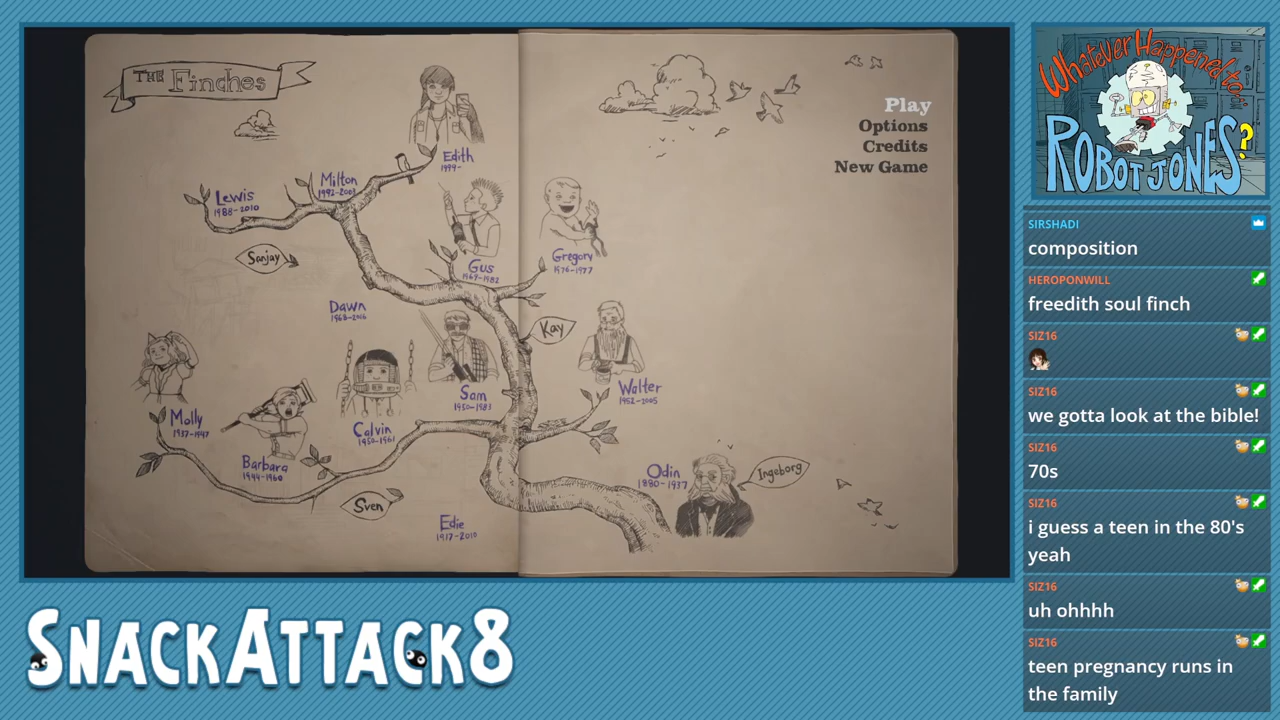 THE Finches
Edith
1999-
Milton
1992-2003
Lewis
1988-2010
Sanjay
Gus
1969-1982
Gregory
1976-1977
Dawn
1968-2016
Kay
Sam
1950-1983
Walter
1952-2005
Calvin
1950-1961
Molly
1937-1947
Barbara
1944-1960
Sven
Edie
1917-2010
Odin
1880-1937
Ingeborg
Play
Options
Credits
New Game
Whatever Happened to...
ROBOT JONES?
SIRSHADI
composition
HEROPONWILL
freedith soul finch
SIZ16
SIZ16
we gotta look at the bible!
SIZ16
70s
SIZ16
i guess a teen in the 80's
yeah
SIZ16
uh ohhhh
SIZ16
teen pregnancy runs in
the family
SNACKATTACK8